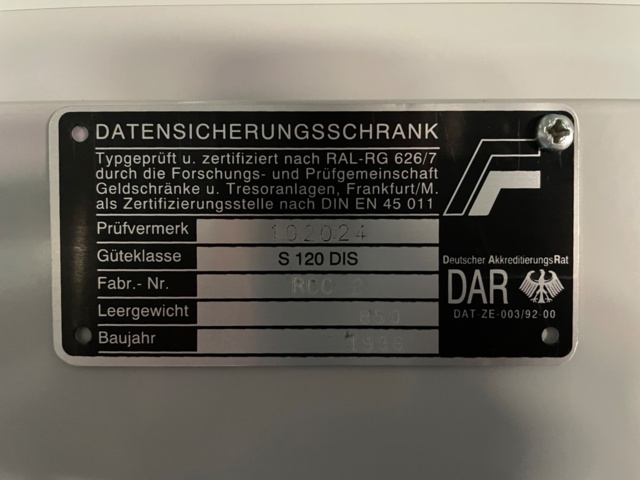 DATENSICHERUNGSSCHRANK
Typgeprüft u. zertifiziert nach RAL-RG 626/7
durch die Forschungs- und Prüfgemeinschaft
Geldschränke u. Tresoranlagen, Frankfurt/M.
als Zertifizierungsstelle nach DIN EN 45 011
Prüfvermerk 102024
Güteklasse S 120 DIS
Fabr.- Nr.
Leergewicht 850
Baujahr
Deutscher AkkreditierungsRat
DAR
DAT-ZE-003/92-00